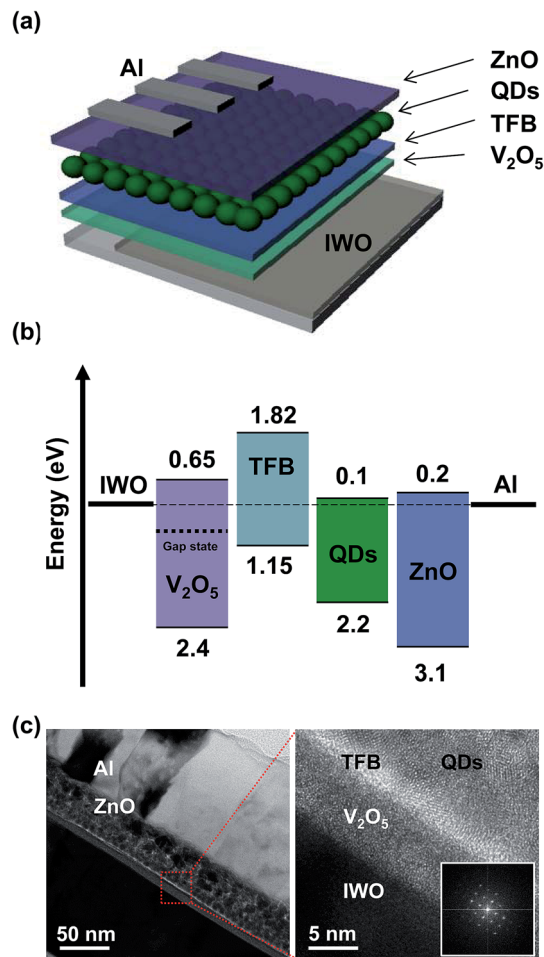 (a)
Al
ZnO
QDs
TFB
V₂O₅
IWO
(b)
Energy (eV)
IWO
0.65
Gap state
V₂O₅
2.4
1.82
TFB
1.15
0.1
QDs
2.2
0.2
ZnO
3.1
Al
(c)
Al
ZnO
50 nm
TFB
QDs
V₂O₅
IWO
5 nm